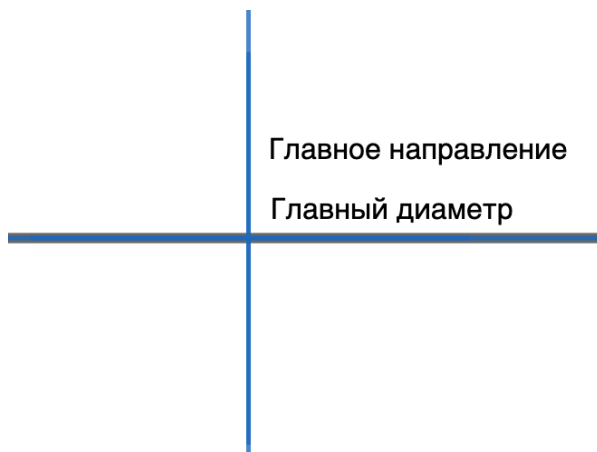 Главное направление
Главный диаметр